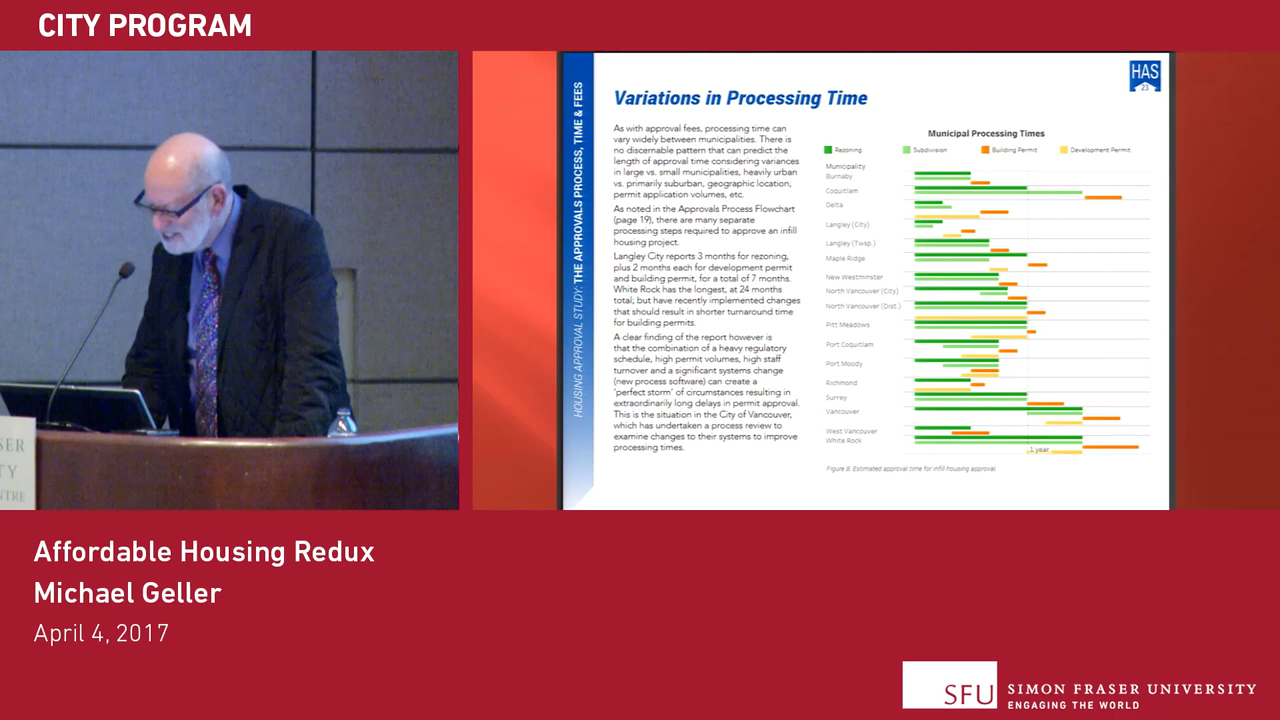 CITY PROGRAM
HAS
23
Variations in Processing Time
As with approval fees, processing time can
vary widely between municipalities. There is
no discernable pattern that can predict the
length of approval time considering variances
in large vs. small municipalities, heavily urban
vs. primarily suburban, geographic location,
permit application volumes, etc.
As noted in the Approvals Process Flowchart
(page 19), there are many separate
processing steps required to approve an infill
housing project.
Langley City reports 3 months for rezoning,
plus 2 months each for development permit
and building permit, for a total of 7 months.
White Rock has the longest, at 24 months
total; but have recently implemented changes
that should result in shorter turnaround time
for building permits.
A clear finding of the report however is
that the combination of a heavy regulatory
schedule, high permit volumes, high staff
turnover and a significant systems change
(new process software) can create a
'perfect storm' of circumstances resulting in
extraordinarily long delays in permit approval.
This is the situation in the City of Vancouver,
which has undertaken a process review to
examine changes to their systems to improve
processing times.
HOUSING APPROVAL STUDY: THE APPROVALS PROCESS, TIME & FEES
Municipal Processing Times
Rezoning Subdivision Building Permit Development Permit
Municipality
Burnaby
Coquitlam
Delta
Langley (City)
Langley (Twsp.)
Maple Ridge
New Westminster
North Vancouver (City)
North Vancouver (Dist.)
Pitt Meadows
Port Coquitlam
Port Moody
Richmond
Surrey
Vancouver
West Vancouver
White Rock
1 year
Figure 8: Estimated approval time for infill housing approval
SER
TY
NTRE
Affordable Housing Redux
Michael Geller
April 4, 2017
SFU SIMON FRASER UNIVERSITY
ENGAGING THE WORLD